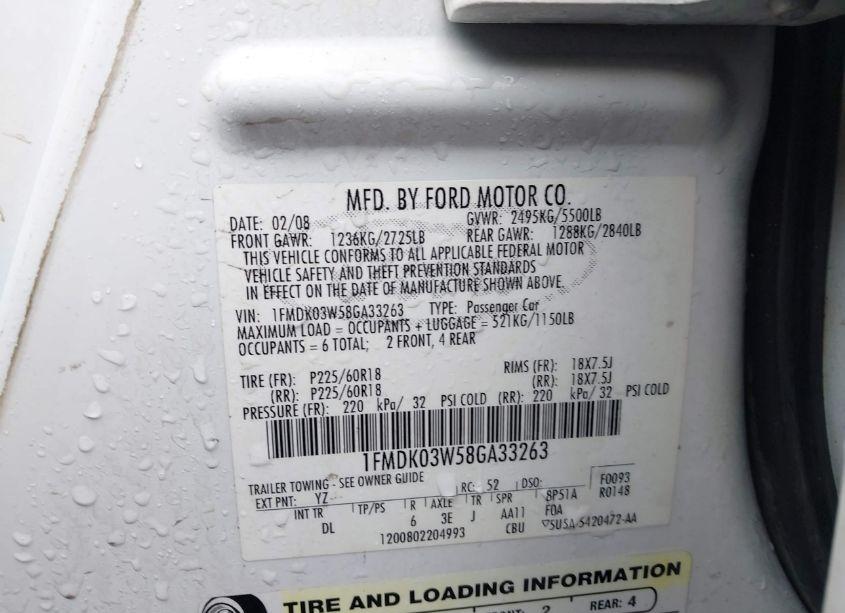 MFD. BY FORD MOTOR CO.
DATE: 02/08 GVWR: 2495KG/5500LB
FRONT GAWR: 1236KG/2725LB REAR GAWR: 1288KG/2840LB
THIS VEHICLE CONFORMS TO ALL APPLICABLE FEDERAL MOTOR
VEHICLE SAFETY AND THEFT PREVENTION STANDARDS
IN EFFECT ON THE DATE OF MANUFACTURE SHOWN ABOVE.
VIN: 1FMDK03W58GA33263 TYPE: Passenger Car
MAXIMUM LOAD = OCCUPANTS + LUGGAGE = 521KG/1150LB
OCCUPANTS = 6 TOTAL; 2 FRONT, 4 REAR
TIRE (FR): P225/60R18 RIMS (FR): 18X7.5J
(RR): P225/60R18 (RR): 18X7.5J
PRESSURE (FR): 220 kPa/ 32 PSI COLD (RR): 220 kPa/ 32 PSI COLD
1FMDK03W58GA33263
TRAILER TOWING - SEE OWNER GUIDE
EXT PNT: YZ RC: 52 DSO: F0093
R0148
INT TR TP/PS R AXLE TR SPR 8P51A
DL 6 3E J AA11 FOA
1200802204993 CBU 5USA-5420472-AA
TIRE AND LOADING INFORMATION
2 REAR: 4